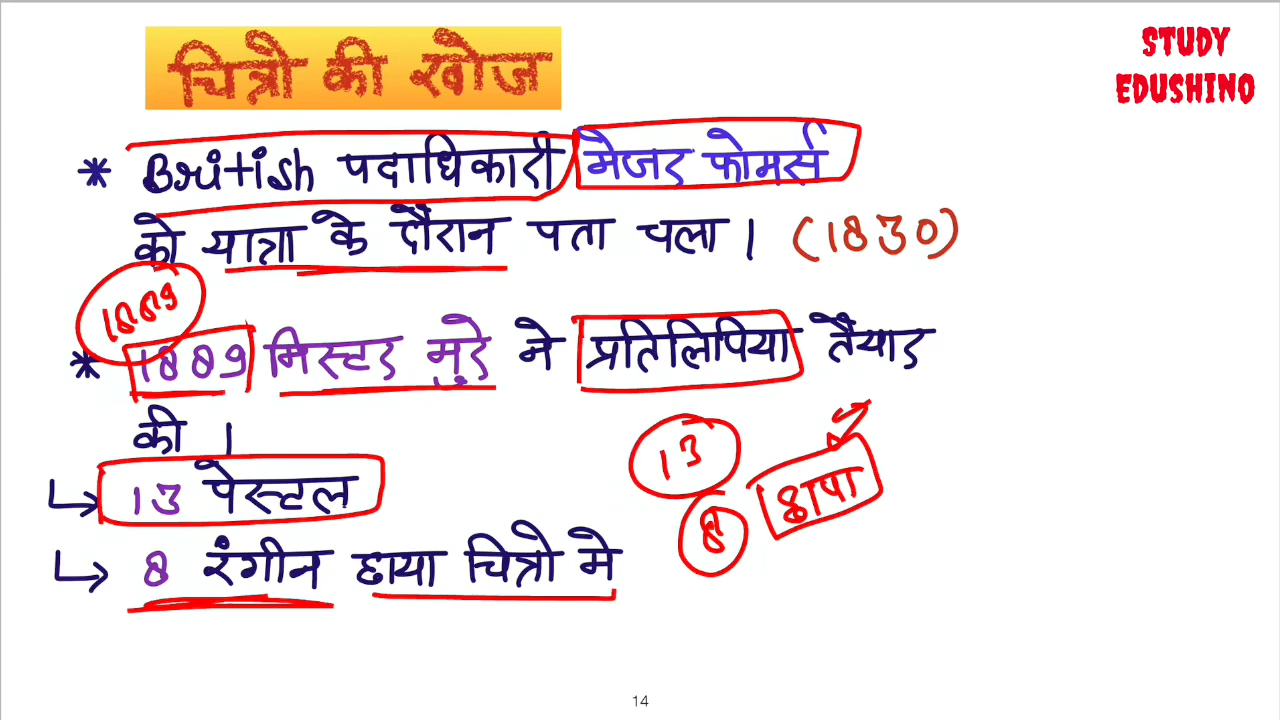 चित्रो की खोज
STUDY
EDUSHINO
* British पदाधिकारी मेजर फोमर्स
को यात्रा के दौरान पता चला । (1830)
1889
* 1889 मिस्टर मुरे ने प्रतिलिपिया तैयार
की ।
13
↳ 13 पेस्टल
8 छापा
↳ 8 रंगीन छाया चित्रो मे
14